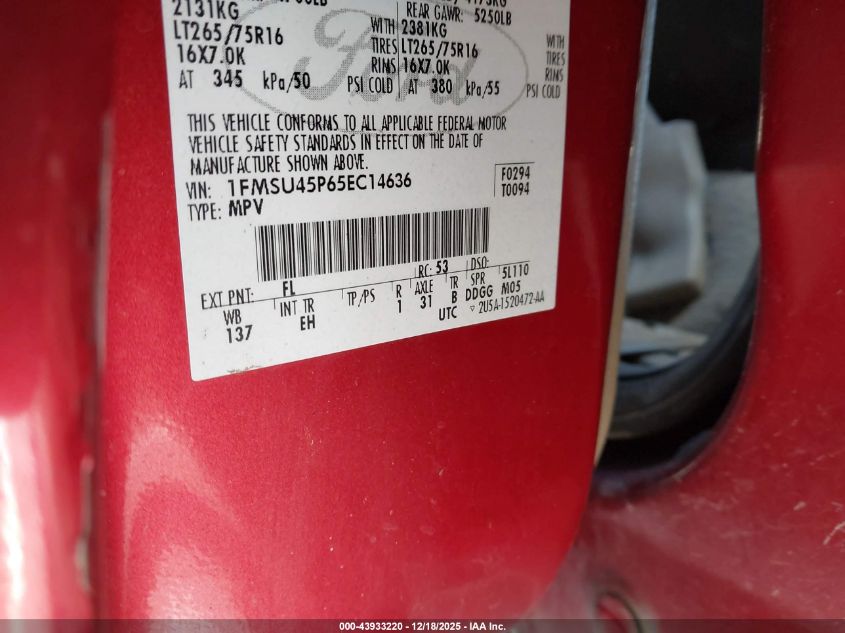 2131KG
REAR GAWR: 5250LB
LT265/75R16 WITH 2381KG
16X7.0K TIRES LT265/75R16 WITH
RIMS 16X7.0K TIRES
AT 345 kPa/50 PSI COLD AT 380 kPa/55 RIMS
PSI COLD
Ford
THIS VEHICLE CONFORMS TO ALL APPLICABLE FEDERAL MOTOR
VEHICLE SAFETY STANDARDS IN EFFECT ON THE DATE OF
MANUFACTURE SHOWN ABOVE.
VIN: 1FMSU45P65EC14636 F0294
TYPE: MPV T0094
EXT PNT: FL RC: 53 DSO:
WB INT TR TP/PS R AXLE TR SPR 5L110
137 EH 1 31 B DDGG M05
UTC ▽ 2U5A-1520472-AA
000-43933220 – 12/18/2025 – IAA Inc.